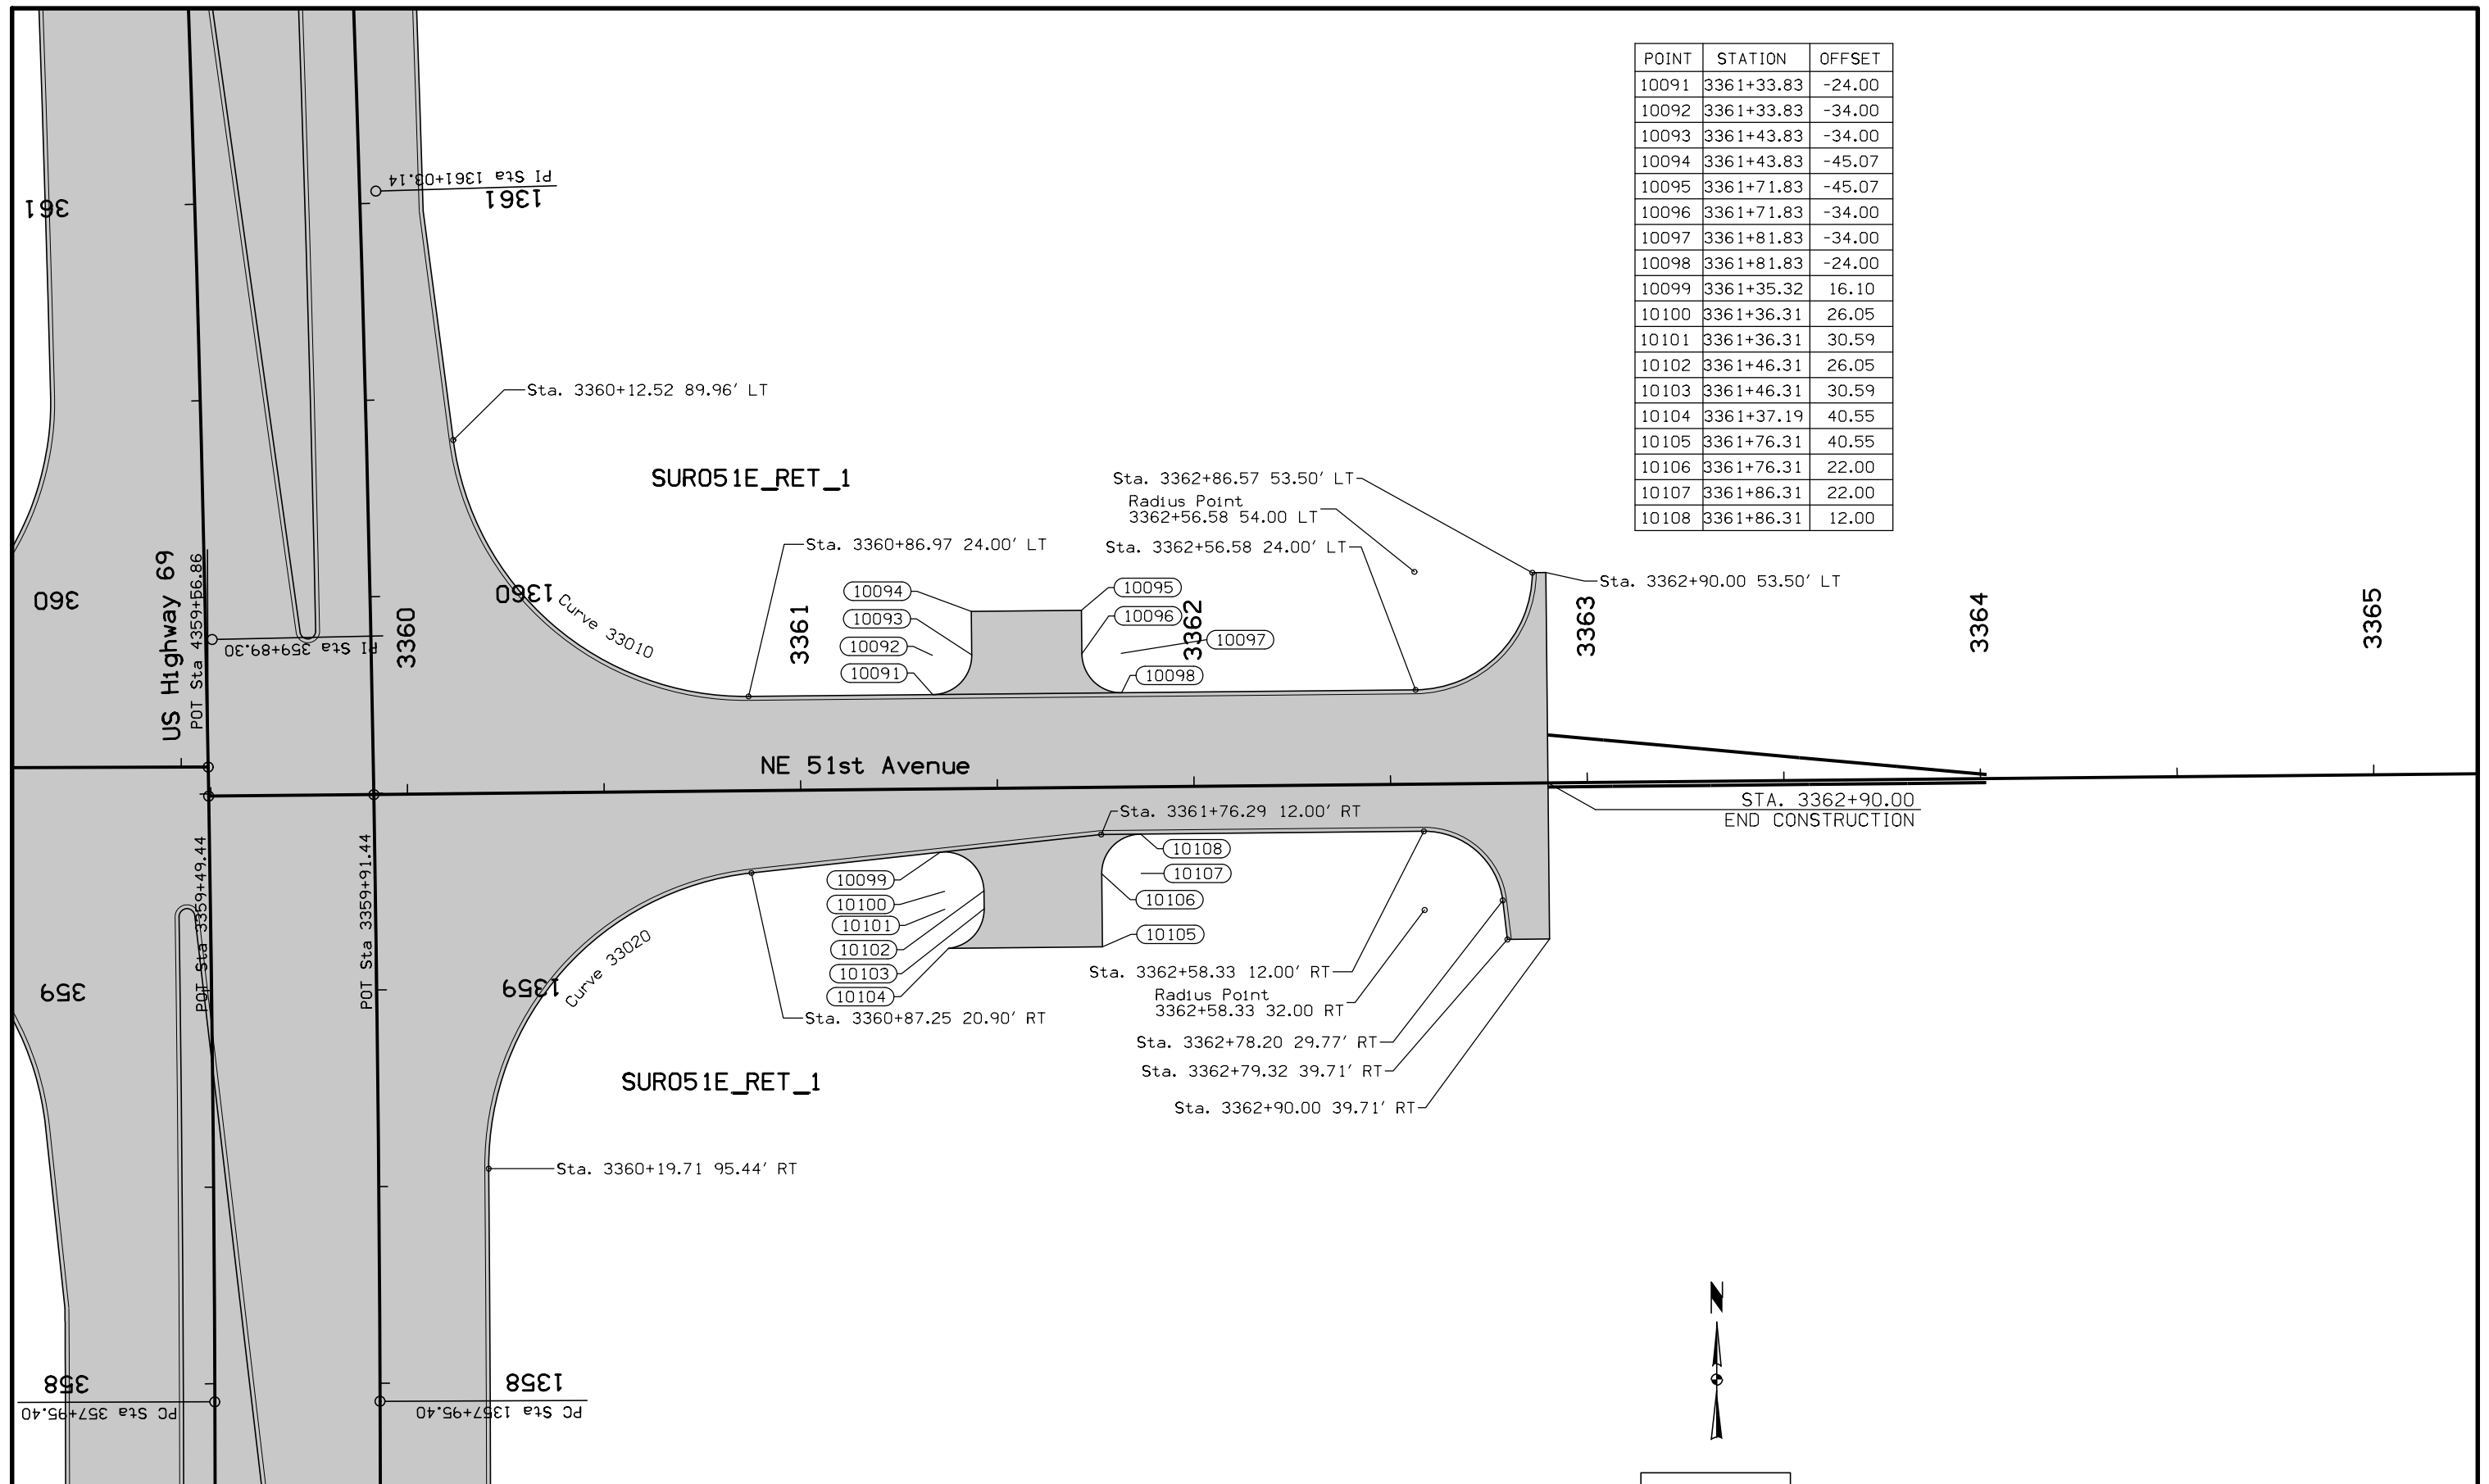 POINT STATION OFFSET
10091 3361+33.83 -24.00
10092 3361+33.83 -34.00
10093 3361+43.83 -34.00
10094 3361+43.83 -45.07
10095 3361+71.83 -45.07
10096 3361+71.83 -34.00
10097 3361+81.83 -34.00
10098 3361+81.83 -24.00
10099 3361+35.32 16.10
10100 3361+36.31 26.05
10101 3361+36.31 30.59
10102 3361+46.31 26.05
10103 3361+46.31 30.59
10104 3361+37.19 40.55
10105 3361+76.31 40.55
10106 3361+76.31 22.00
10107 3361+86.31 22.00
10108 3361+86.31 12.00
PI Sta 1361+03.14
1361
361
Sta. 3360+12.52 89.96' LT
SURO51E_RET_1
Sta. 3362+86.57 53.50' LT
Radius Point
3362+56.58 54.00 LT
Sta. 3360+86.97 24.00' LT
Sta. 3362+56.58 24.00' LT
Sta. 3362+90.00 53.50' LT
US Highway 69
POT Sta 4359+56.86
360
PI Sta 359+89.30
3360
1360
Curve 33010
3361
10094
10093
10092
10091
10095
10096
3362
10097
10098
3363
3364
3365
NE 51st Avenue
STA. 3362+90.00
END CONSTRUCTION
Sta. 3361+76.29 12.00' RT
POT Sta 3359+49.44
POT Sta 3359+91.44
10099
10100
10101
10102
10103
10104
10108
10107
10106
10105
359
1359
Curve 33020
Sta. 3360+87.25 20.90' RT
Sta. 3362+58.33 12.00' RT
Radius Point
3362+58.33 32.00 RT
Sta. 3362+78.20 29.77' RT
Sta. 3362+79.32 39.71' RT
Sta. 3362+90.00 39.71' RT
SURO51E_RET_1
Sta. 3360+19.71 95.44' RT
N
358
PC Sta 357+95.40
1358
PC Sta 1357+95.40